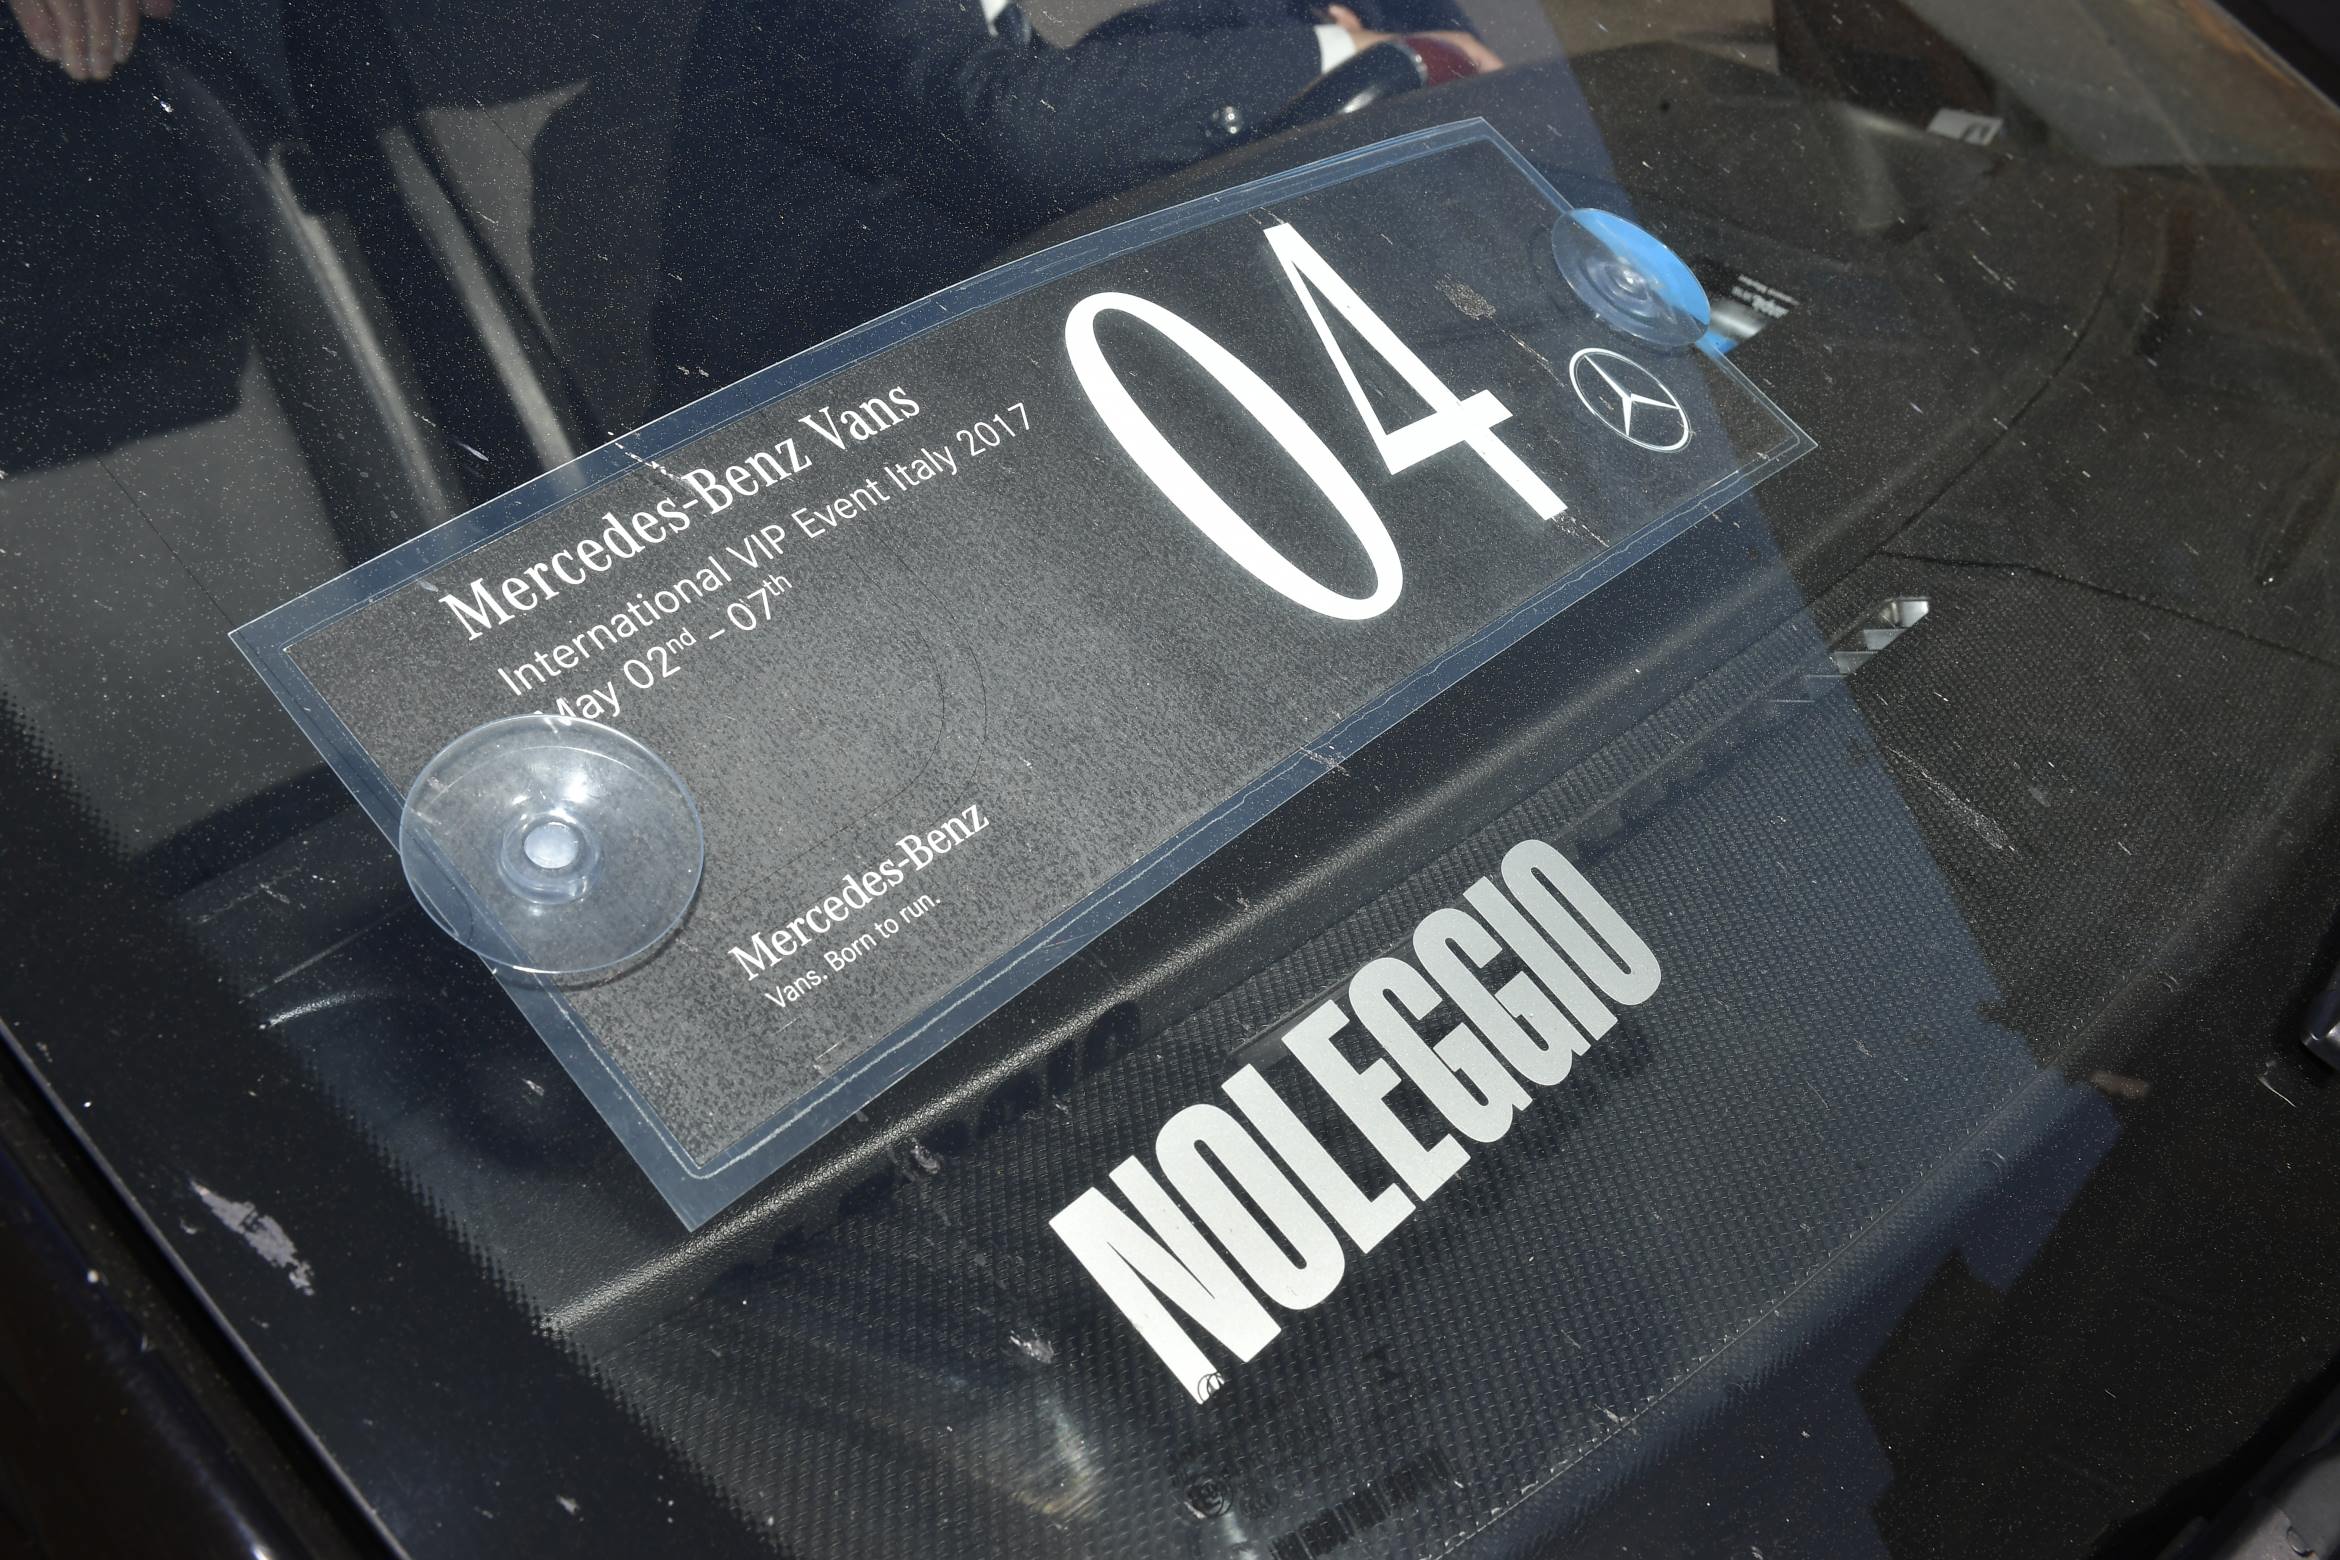 Mercedes-Benz Vans
International VIP Event Italy 2017
May 02nd – 07th
04
Mercedes-Benz
Vans. Born to run.
NOLEGGIO